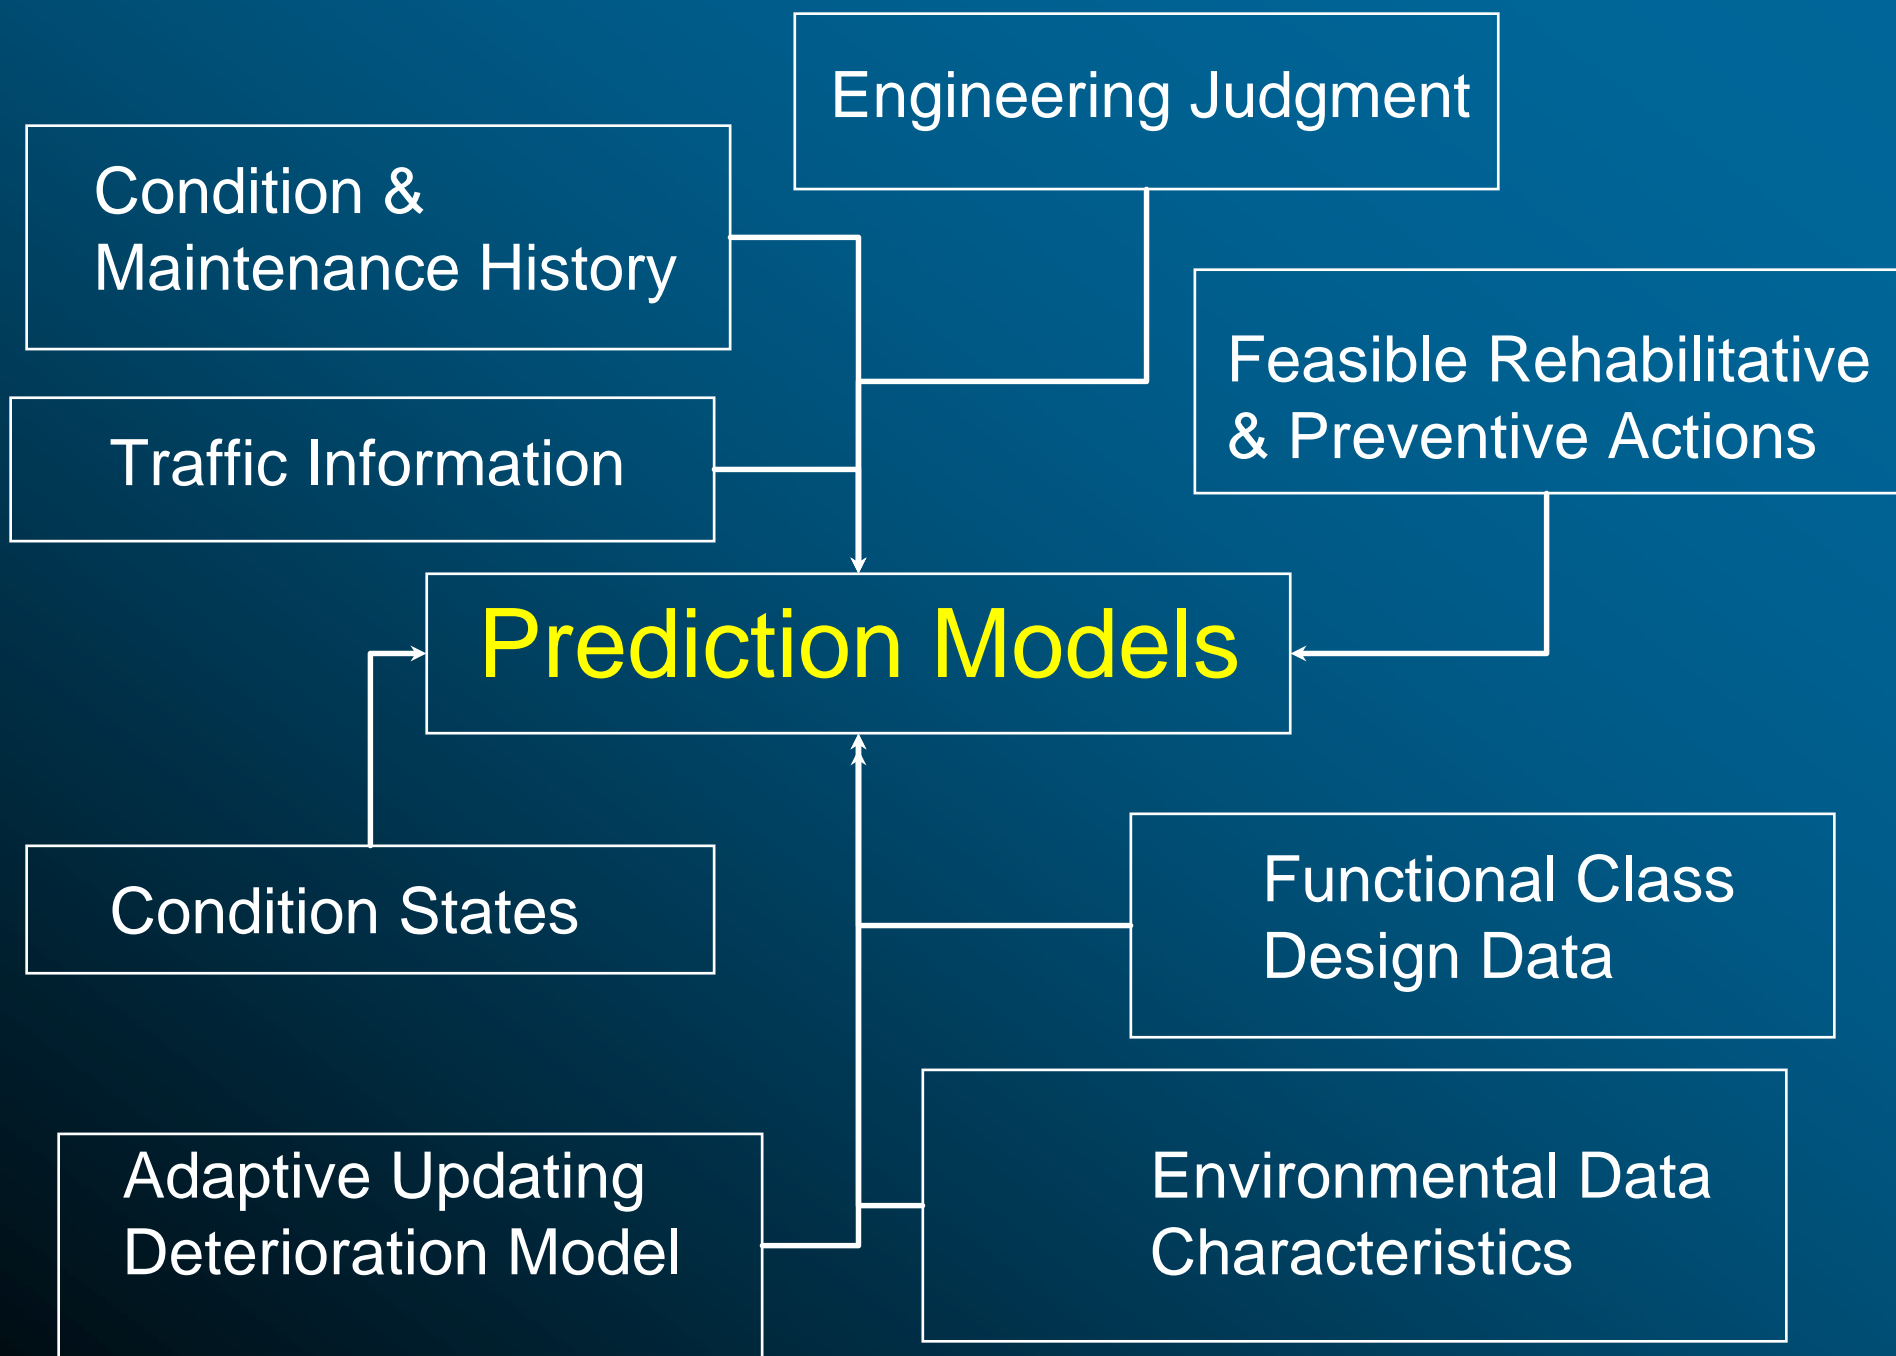 Engineering Judgment
Condition &
Maintenance History
Feasible Rehabilitative
& Preventive Actions
Traffic Information
Prediction Models
Condition States
Functional Class
Design Data
Adaptive Updating
Deterioration Model
Environmental Data
Characteristics